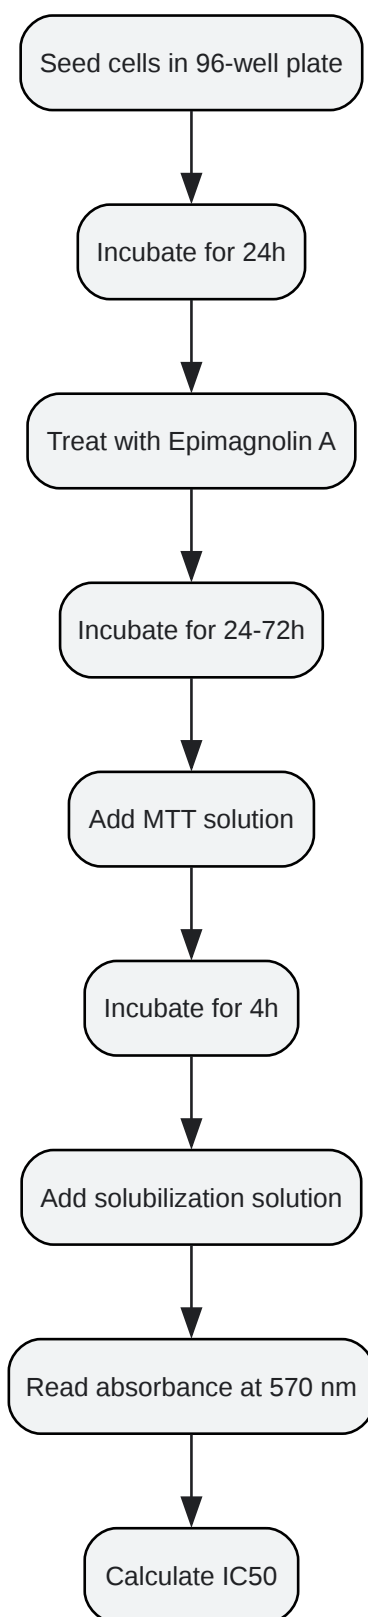 Seed cells in 96-well plate
Incubate for 24h
Treat with Epimagnolin A
Incubate for 24-72h
Add MTT solution
Incubate for 4h
Add solubilization solution
Read absorbance at 570 nm
Calculate IC50